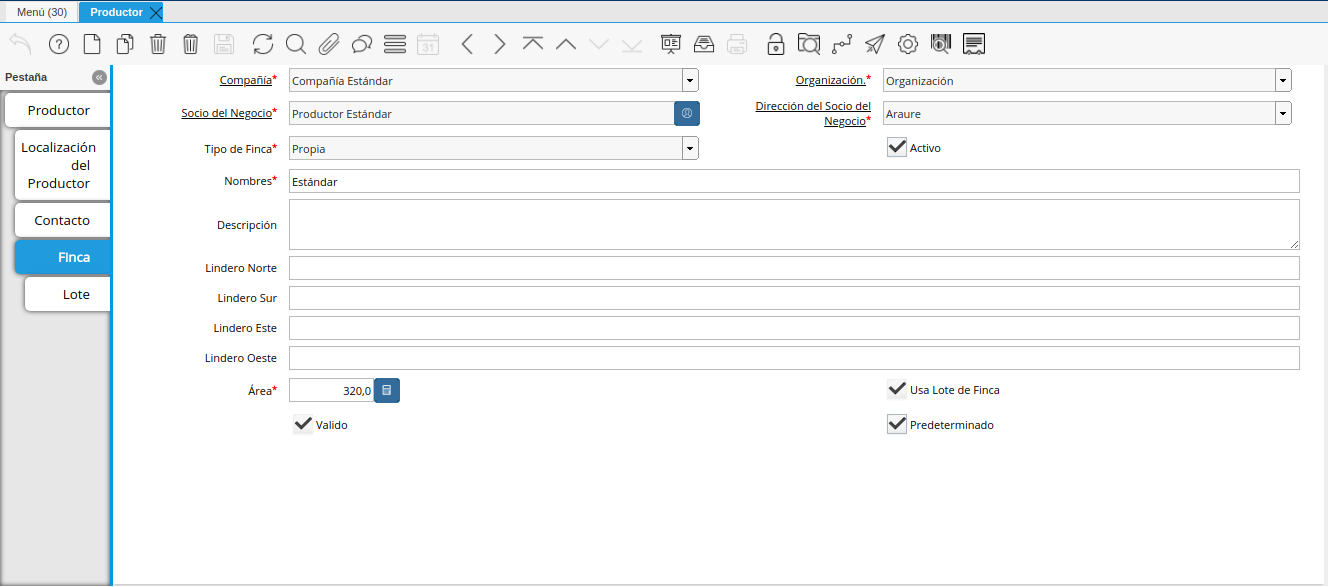 Menú (30)
Productor
31
Pestaña
Productor
Localización
del
Productor
Contacto
Finca
Lote
Compañía*
Compañía Estándar
Organización.*
Organización
Socio del Negocio*
Productor Estándar
Dirección del Socio del
Negocio*
Araure
Tipo de Finca*
Propia
Activo
Nombres*
Estándar
Descripción
Lindero Norte
Lindero Sur
Lindero Este
Lindero Oeste
Área*
320,0
Usa Lote de Finca
Valido
Predeterminado